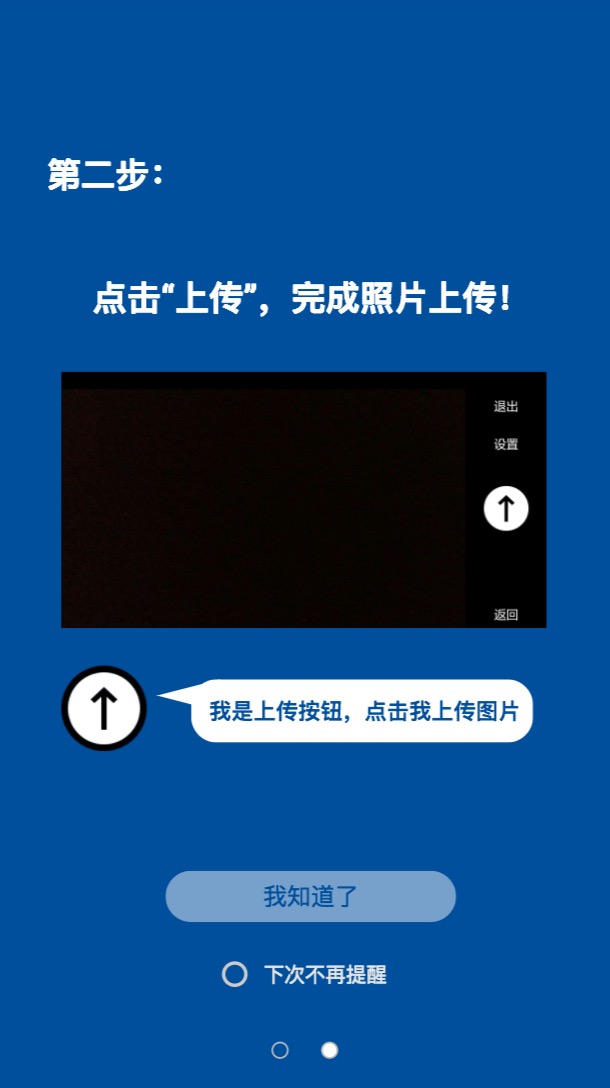 第二步：
点击“上传”，完成照片上传！
退出
设置
返回
我是上传按钮，点击我上传图片
我知道了
下次不再提醒